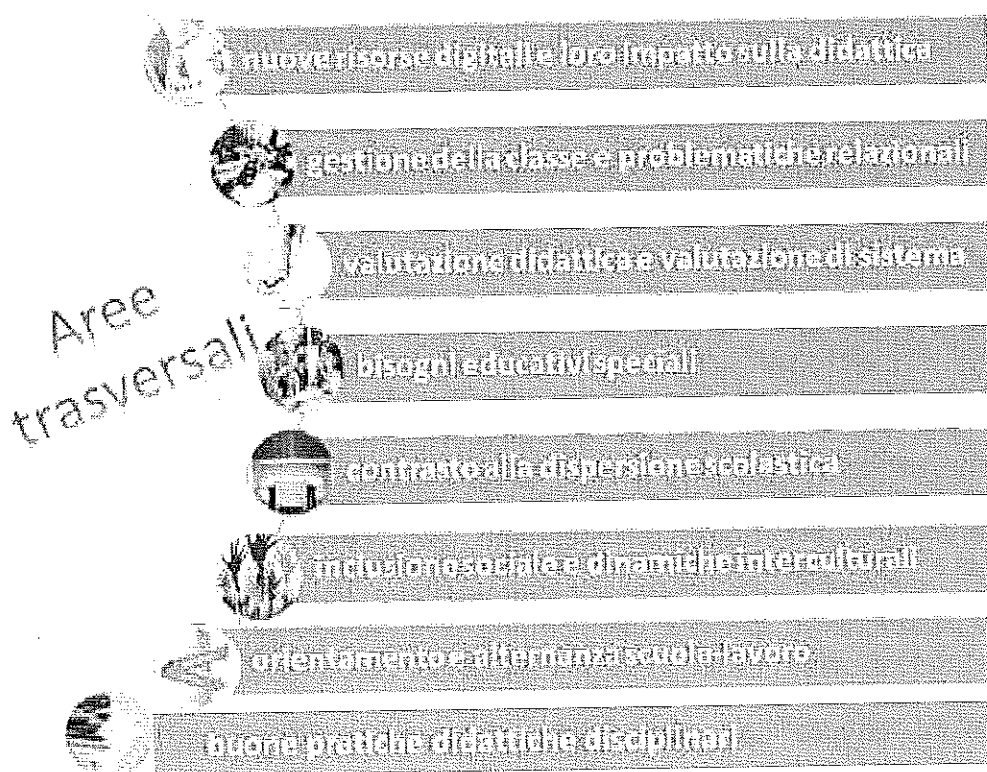 nuove risorse digitali e loro impatto sulla didattica
gestione della classe e problematiche relazionali
valutazione didattica e valutazione di sistema
Aree
trasversali
bisogni educativi speciali
contrasto alla dispersione scolastica
inclusione sociale e dinamiche interculturali
orientamento e alternanza scuola-lavoro
buone pratiche didattiche disciplinari